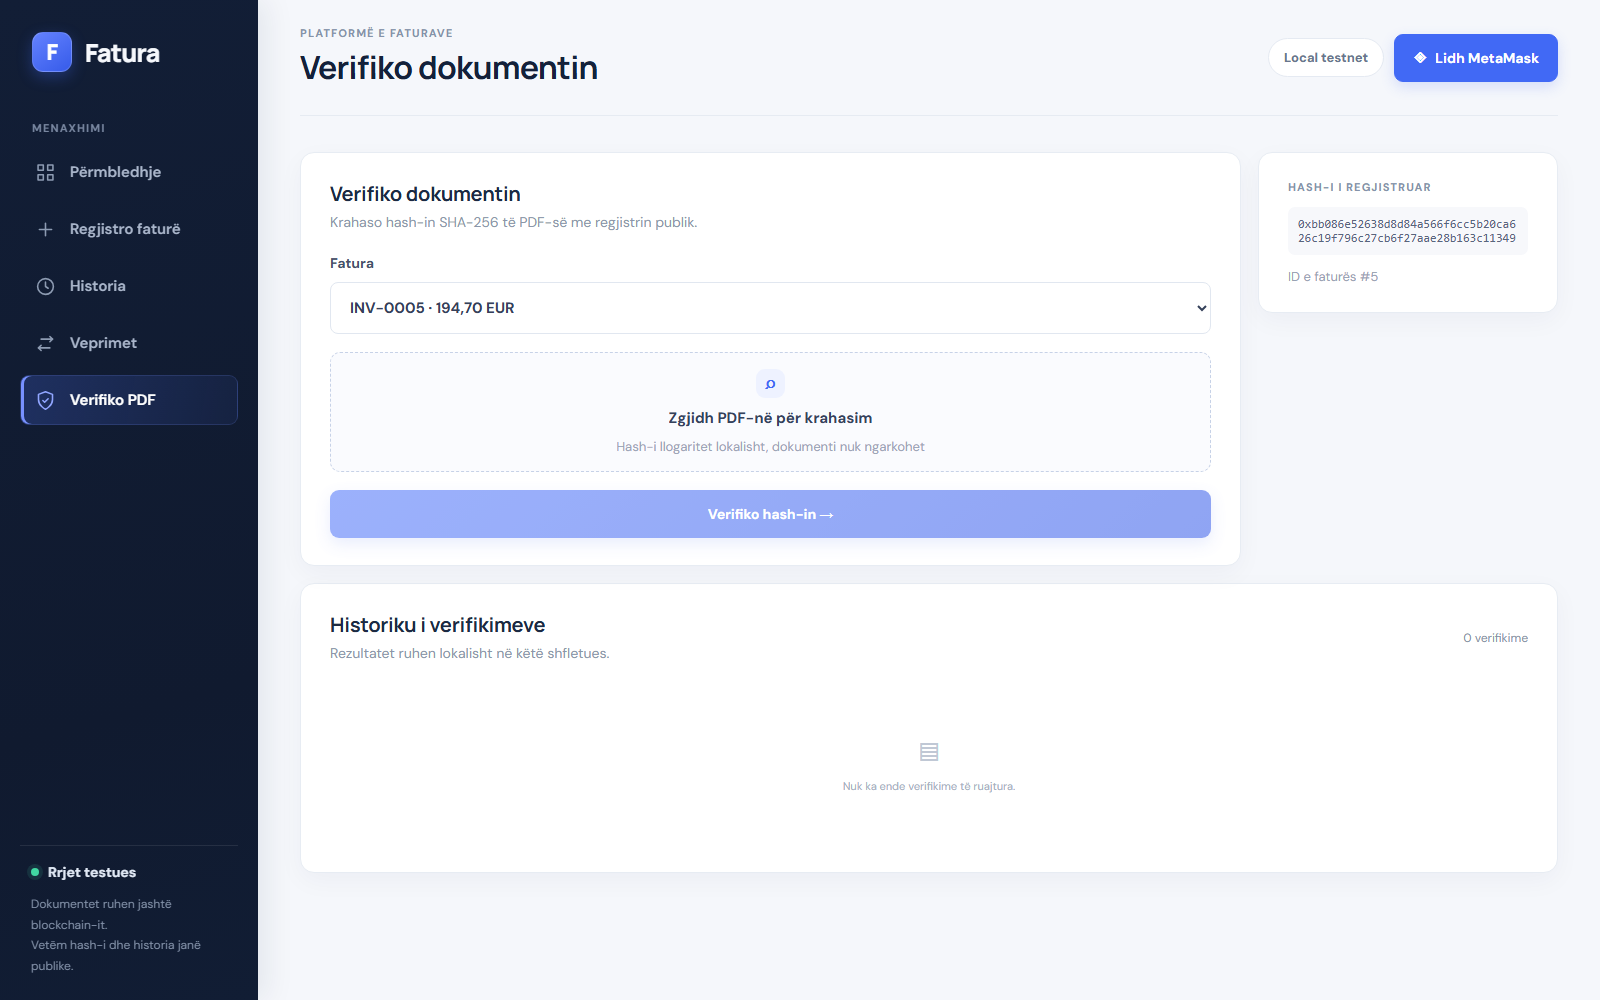 F Fatura
MENAXHIMI
Përmbledhje
Regjistro faturë
Historia
Veprimet
Verifiko PDF
Rrjet testues
Dokumentet ruhen jashtë
blockchain-it.
Vetëm hash-i dhe historia janë
publike.
PLATFORMË E FATURAVE
Verifiko dokumentin
Local testnet
Lidh MetaMask
Verifiko dokumentin
Krahaso hash-in SHA-256 të PDF-së me regjistrin publik.
Fatura
INV-0005 · 194,70 EUR
Zgjidh PDF-në për krahasim
Hash-i llogaritet lokalisht, dokumenti nuk ngarkohet
Verifiko hash-in →
HASH-I I REGJISTRUAR
0xbb086e52638d8d84a566f6cc5b20ca6
26c19f796c27cb6f27aae28b163c11349
ID e faturës #5
Historiku i verifikimeve
Rezultatet ruhen lokalisht në këtë shfletues.
0 verifikime
Nuk ka ende verifikime të ruajtura.